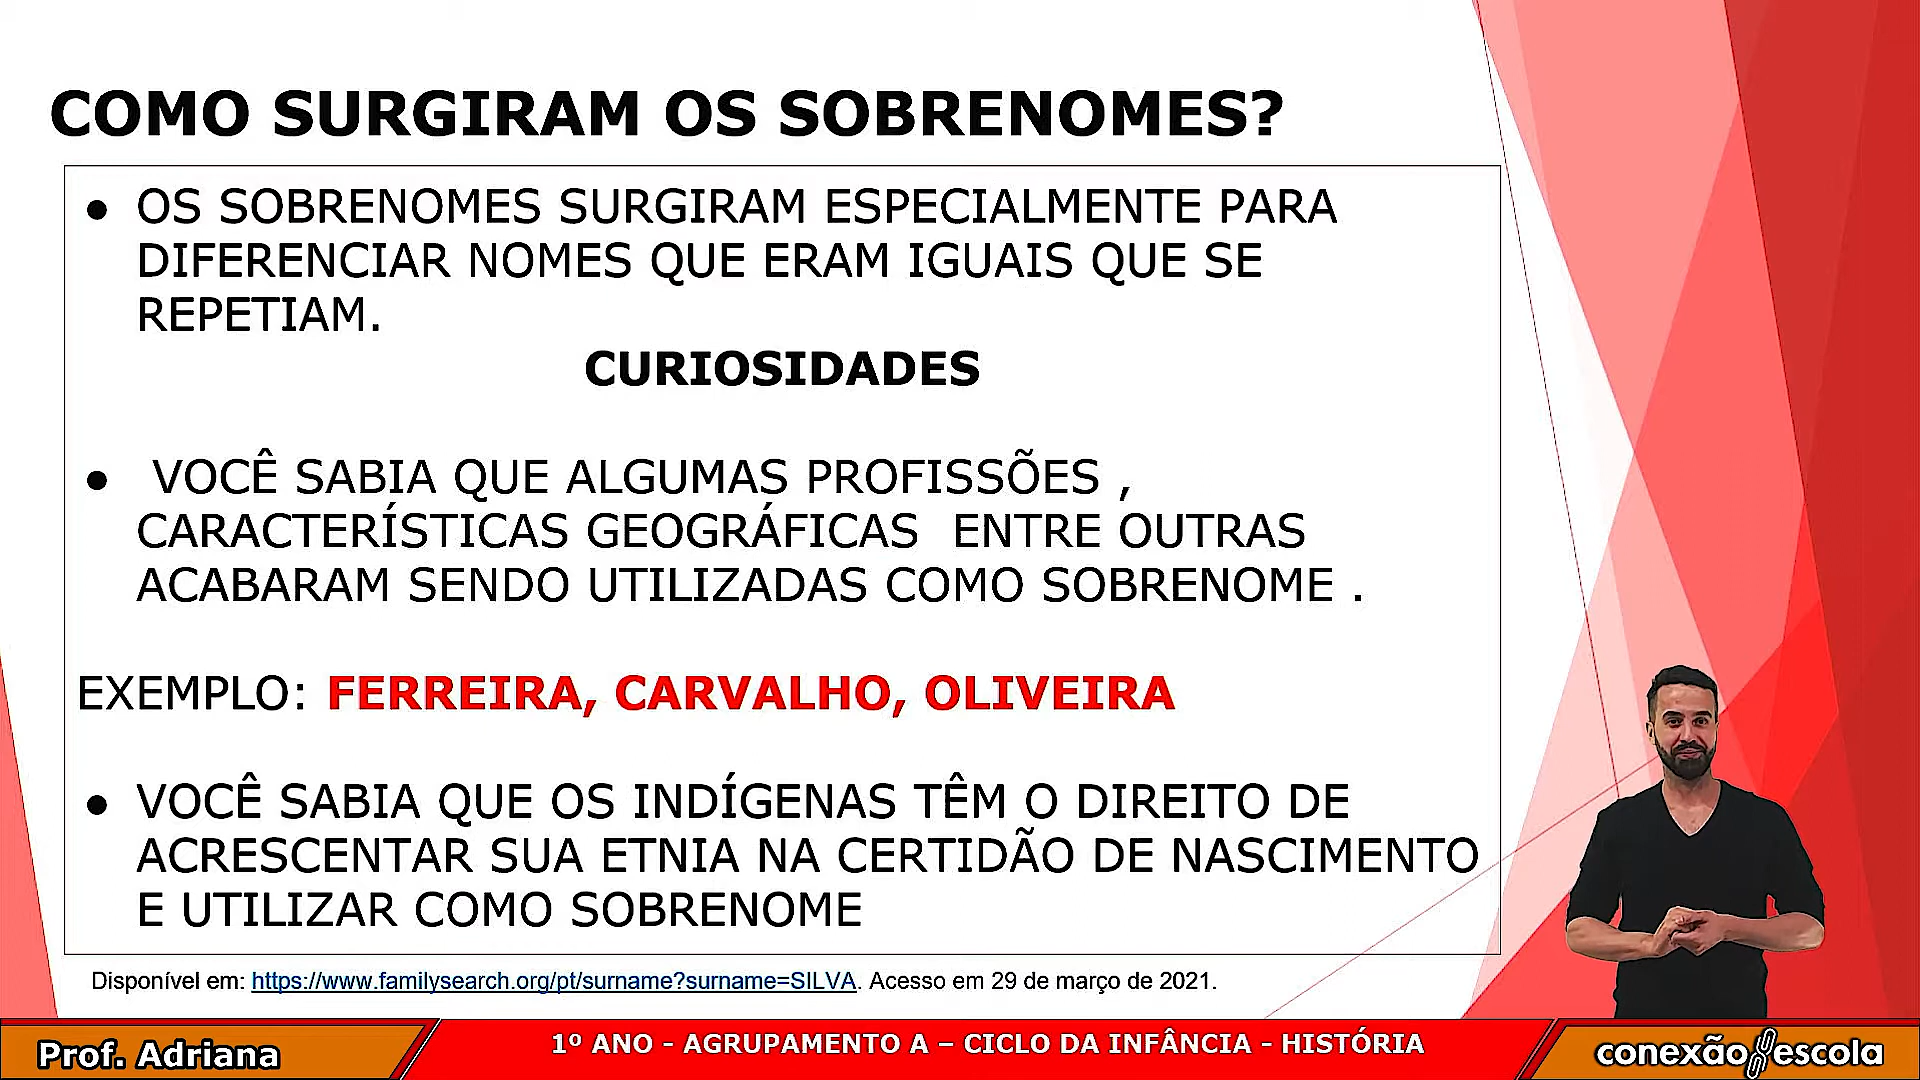 COMO SURGIRAM OS SOBRENOMES?
● OS SOBRENOMES SURGIRAM ESPECIALMENTE PARA
DIFERENCIAR NOMES QUE ERAM IGUAIS QUE SE
REPETIAM.
CURIOSIDADES
● VOCÊ SABIA QUE ALGUMAS PROFISSÕES ,
CARACTERÍSTICAS GEOGRÁFICAS ENTRE OUTRAS
ACABARAM SENDO UTILIZADAS COMO SOBRENOME .
EXEMPLO: FERREIRA, CARVALHO, OLIVEIRA
● VOCÊ SABIA QUE OS INDÍGENAS TÊM O DIREITO DE
ACRESCENTAR SUA ETNIA NA CERTIDÃO DE NASCIMENTO
E UTILIZAR COMO SOBRENOME
Disponível em: https://www.familysearch.org/pt/surname?surname=SILVA. Acesso em 29 de março de 2021.
Prof. Adriana
1º ANO - AGRUPAMENTO A – CICLO DA INFÂNCIA - HISTÓRIA
conexão escola